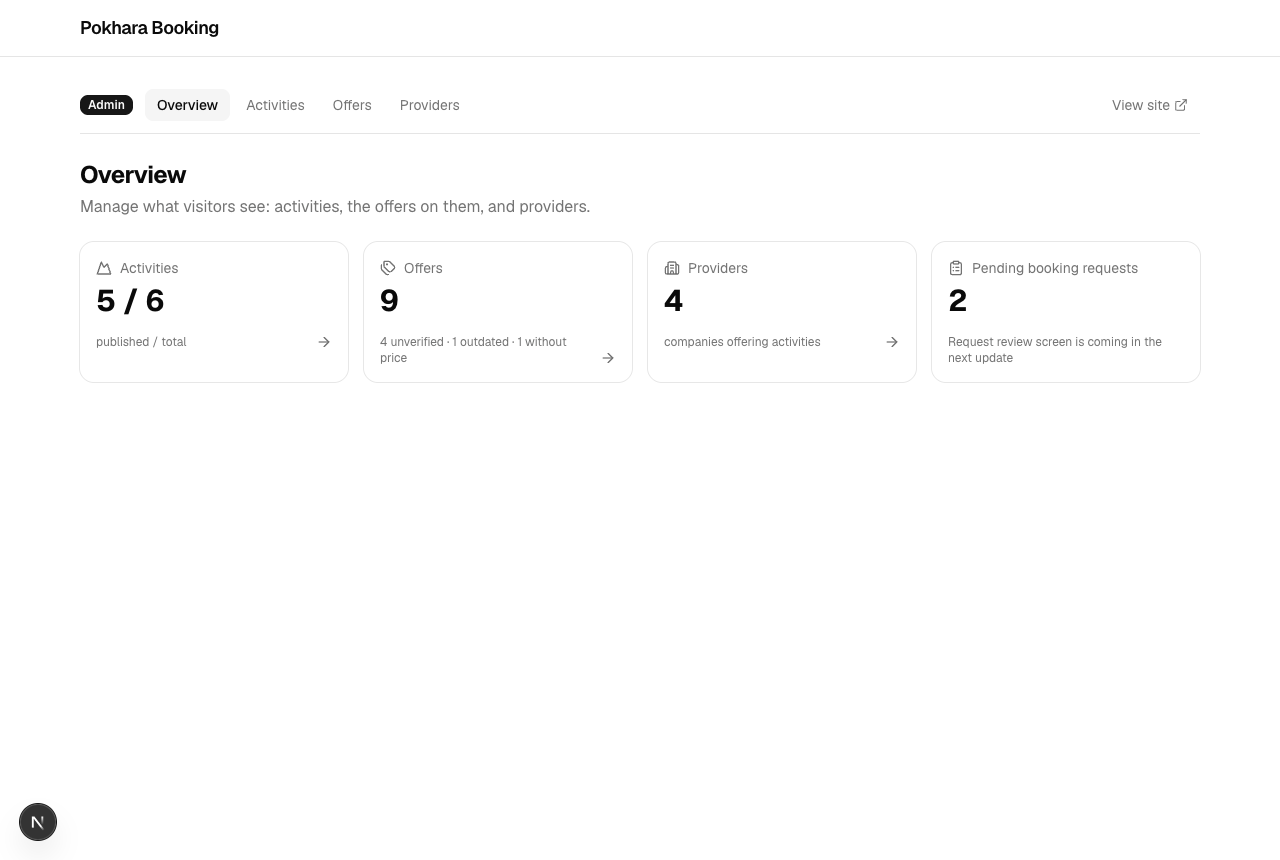 Pokhara Booking
Admin
Overview
Activities
Offers
Providers
View site
Overview
Manage what visitors see: activities, the offers on them, and providers.
Activities
5 / 6
published / total
Offers
9
4 unverified · 1 outdated · 1 without
price
Providers
4
companies offering activities
Pending booking requests
2
Request review screen is coming in the
next update
N